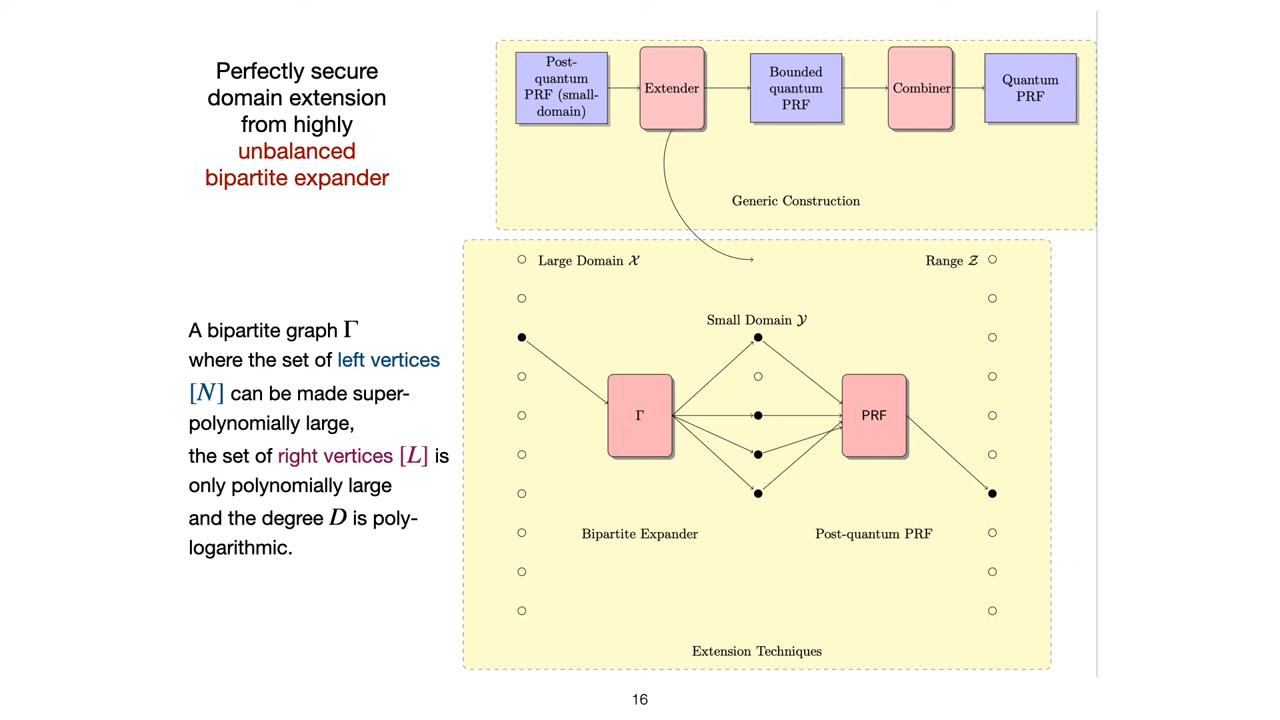 Perfectly secure
domain extension
from highly
unbalanced
bipartite expander
A bipartite graph Γ
where the set of left vertices
[N] can be made super-
polynomially large,
the set of right vertices [L] is
only polynomially large
and the degree D is poly-
logarithmic.
Post-
quantum
PRF (small-
domain)
Extender
Bounded
quantum
PRF
Combiner
Quantum
PRF
Generic Construction
Large Domain 𝒳
Range 𝒵
Small Domain 𝒴
Γ
PRF
Bipartite Expander
Post-quantum PRF
Extension Techniques
16